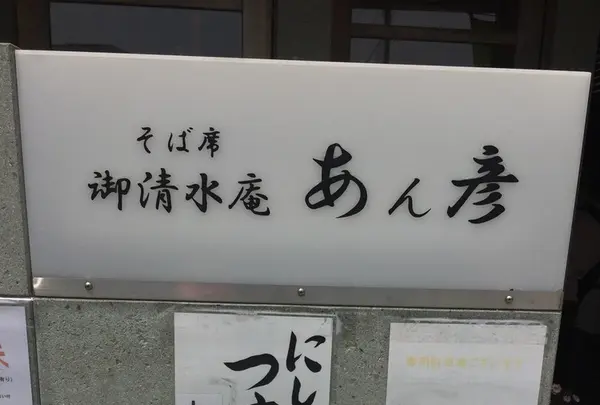 そば席
御清水庵 あん彦
にし
つ